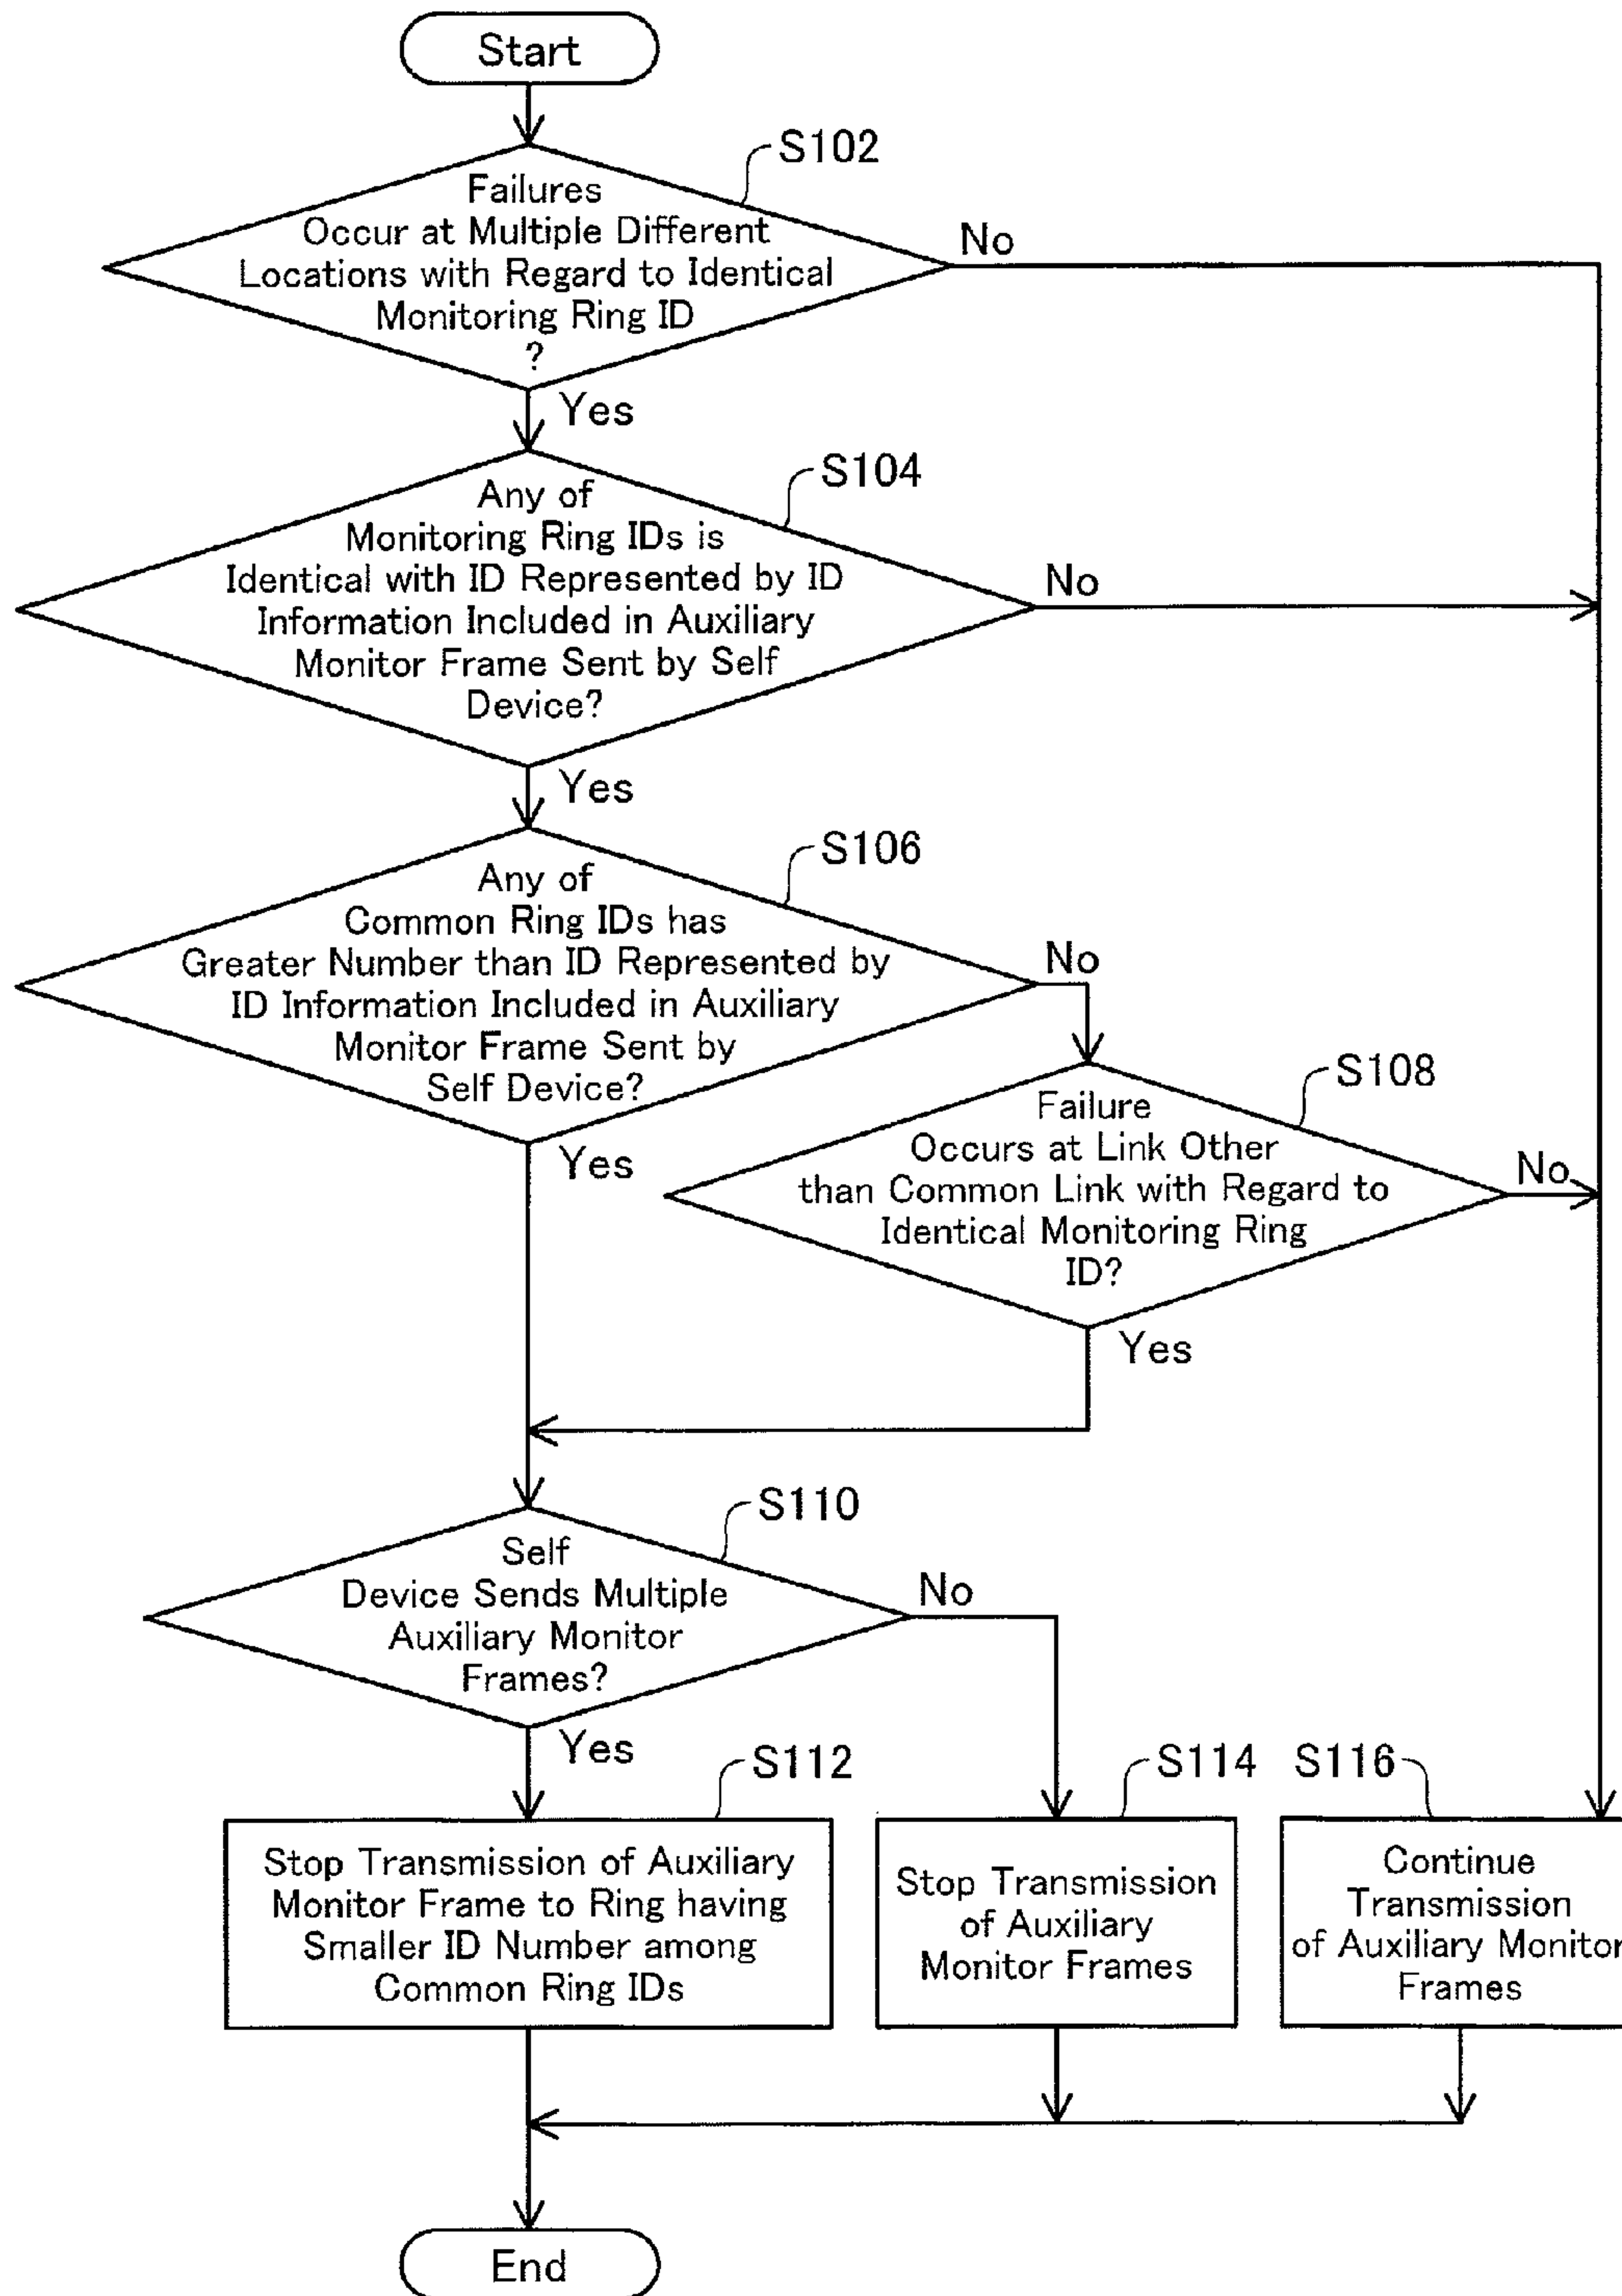 Start
S102
Failures
Occur at Multiple Different
Locations with Regard to Identical
Monitoring Ring ID
?
No
Yes
S104
Any of
Monitoring Ring IDs is
Identical with ID Represented by ID
Information Included in Auxiliary
Monitor Frame Sent by Self
Device?
No
Yes
S106
Any of
Common Ring IDs has
Greater Number than ID Represented by
ID Information Included in Auxiliary
Monitor Frame Sent by
Self Device?
No
Yes
S108
Failure
Occurs at Link Other
than Common Link with Regard to
Identical Monitoring Ring
ID?
No
Yes
S110
Self
Device Sends Multiple
Auxiliary Monitor
Frames?
No
Yes
S112
Stop Transmission of Auxiliary
Monitor Frame to Ring having
Smaller ID Number among
Common Ring IDs
S114
Stop Transmission
of Auxiliary
Monitor Frames
S116
Continue
Transmission
of Auxiliary Monitor
Frames
End